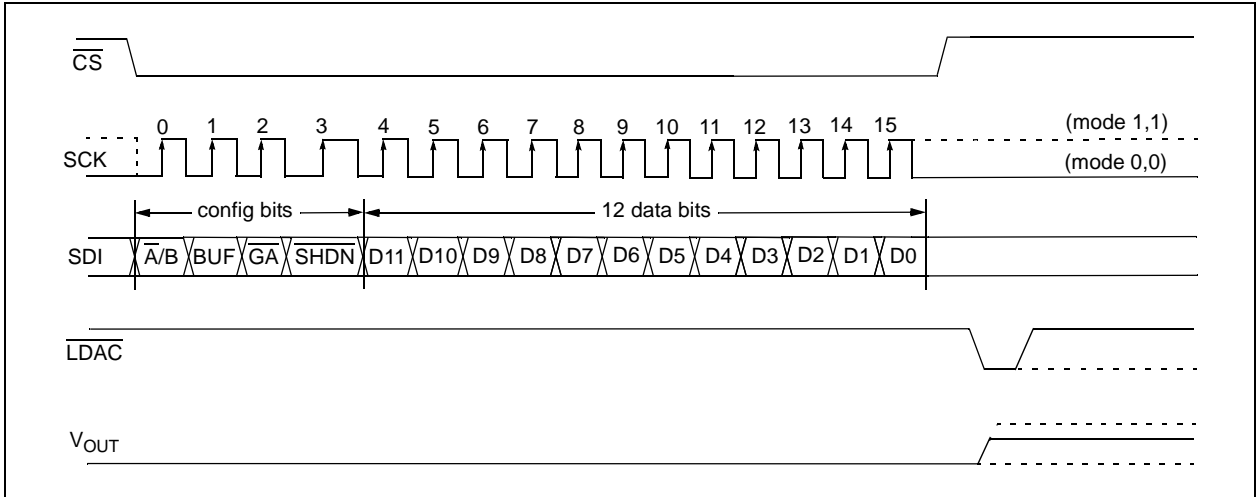 CS
0 1 2 3 4 5 6 7 8 9 10 11 12 13 14 15 (mode 1,1)
SCK (mode 0,0)
config bits 12 data bits
SDI A/B BUF GA SHDN D11 D10 D9 D8 D7 D6 D5 D4 D3 D2 D1 D0
LDAC
VOUT